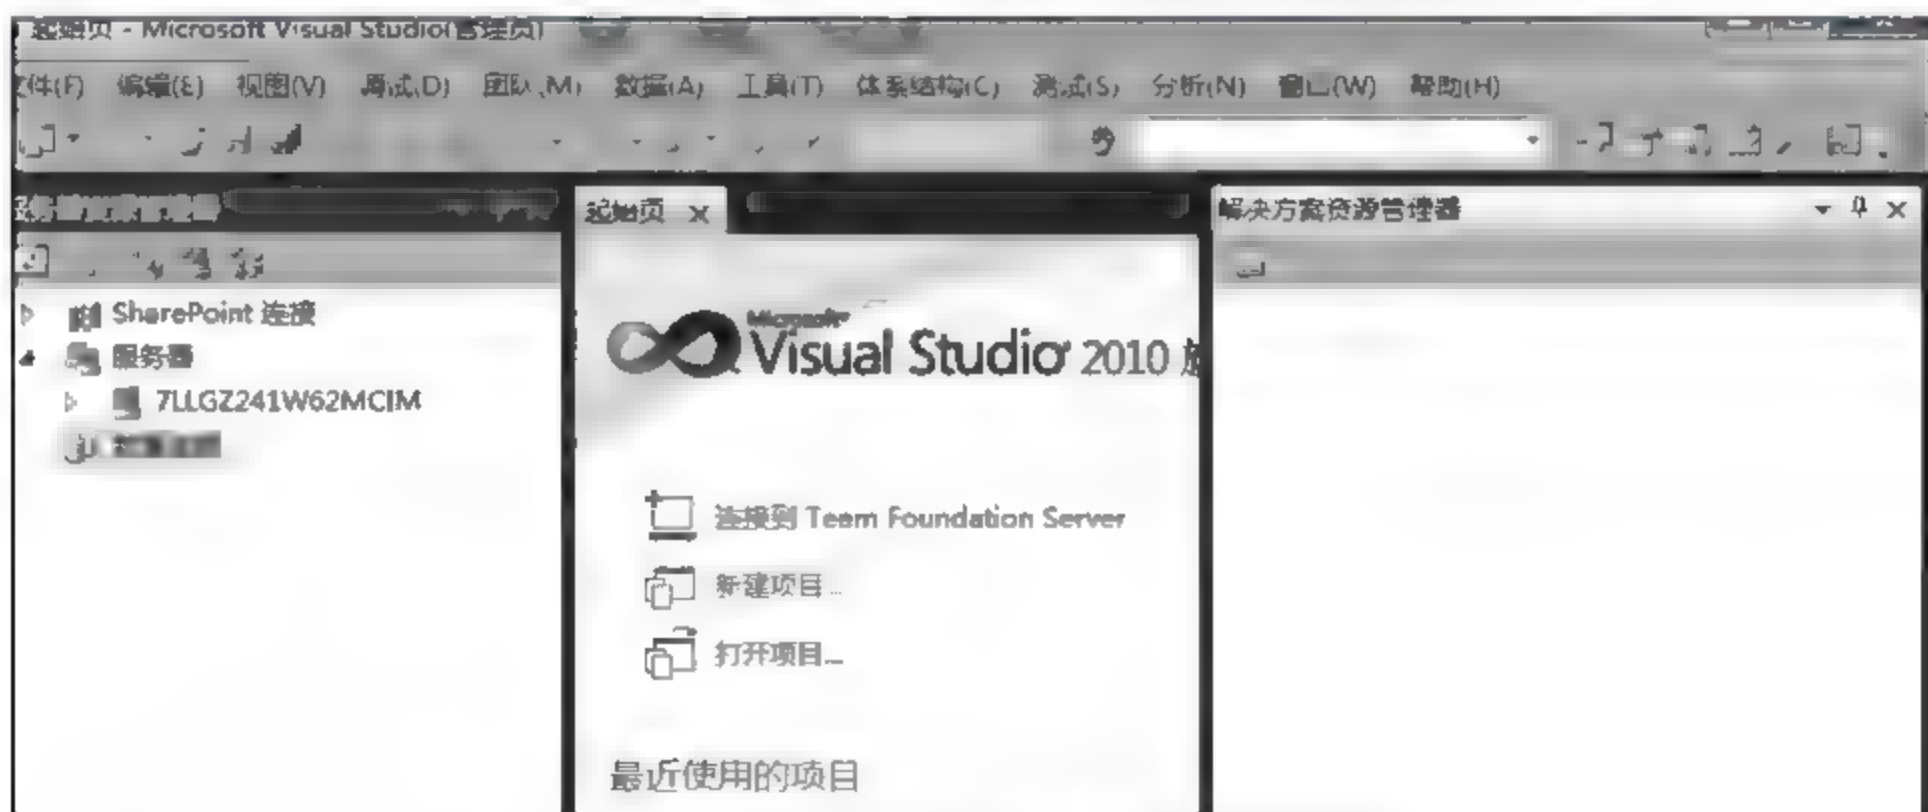 起始页 - Microsoft Visual Studio(管理员)
件(F) 编辑(E) 视图(V) 调试(D) 团队(M) 数据(A) 工具(T) 体系结构(C) 测试(S) 分析(N) 窗口(W) 帮助(H)
起始页
解决方案资源管理器
SharePoint 连接
服务器
7LLGZ241W62MCIM
Microsoft
Visual Studio 2010
连接到 Team Foundation Server
新建项目...
打开项目...
最近使用的项目